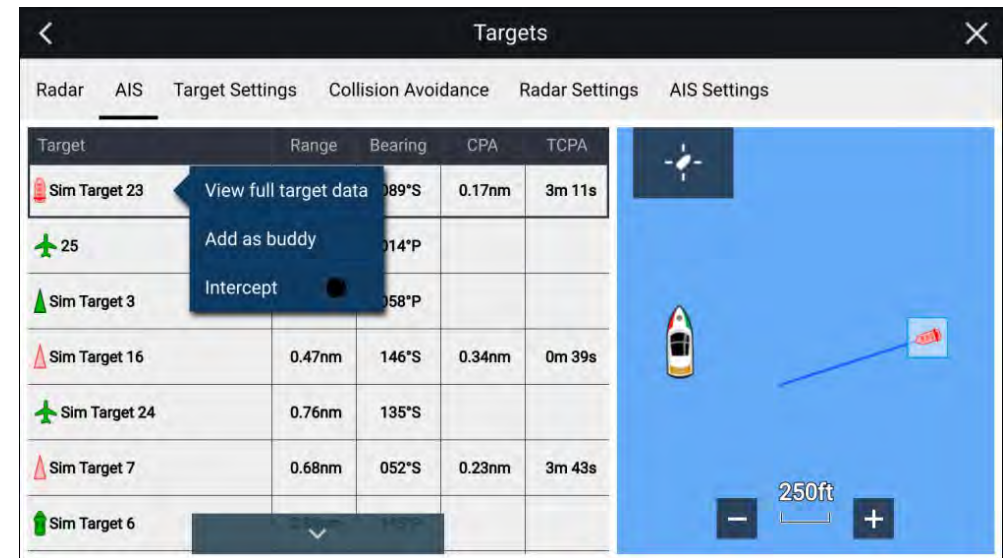 Targets
Radar AIS Target Settings Collision Avoidance Radar Settings AIS Settings
Target Range Bearing CPA TCPA
Sim Target 23 089°S 0.17nm 3m 11s
View full target data
Add as buddy
Intercept
25 014°P
Sim Target 3 058°P
Sim Target 16 0.47nm 146°S 0.34nm 0m 39s
Sim Target 24 0.76nm 135°S
Sim Target 7 0.68nm 052°S 0.23nm 3m 43s
Sim Target 6
250ft